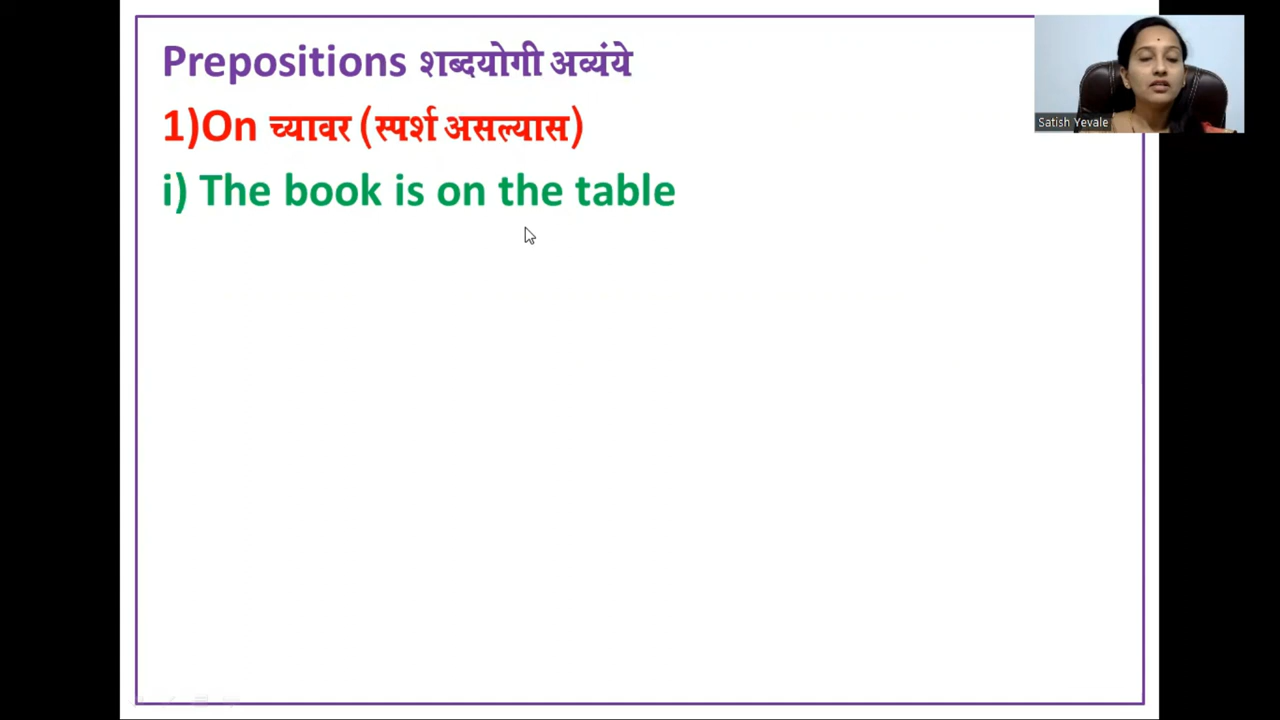 Prepositions शब्दयोगी अव्यंये
1)On च्यावर (स्पर्श असल्यास)
i) The book is on the table
Satish Yevale